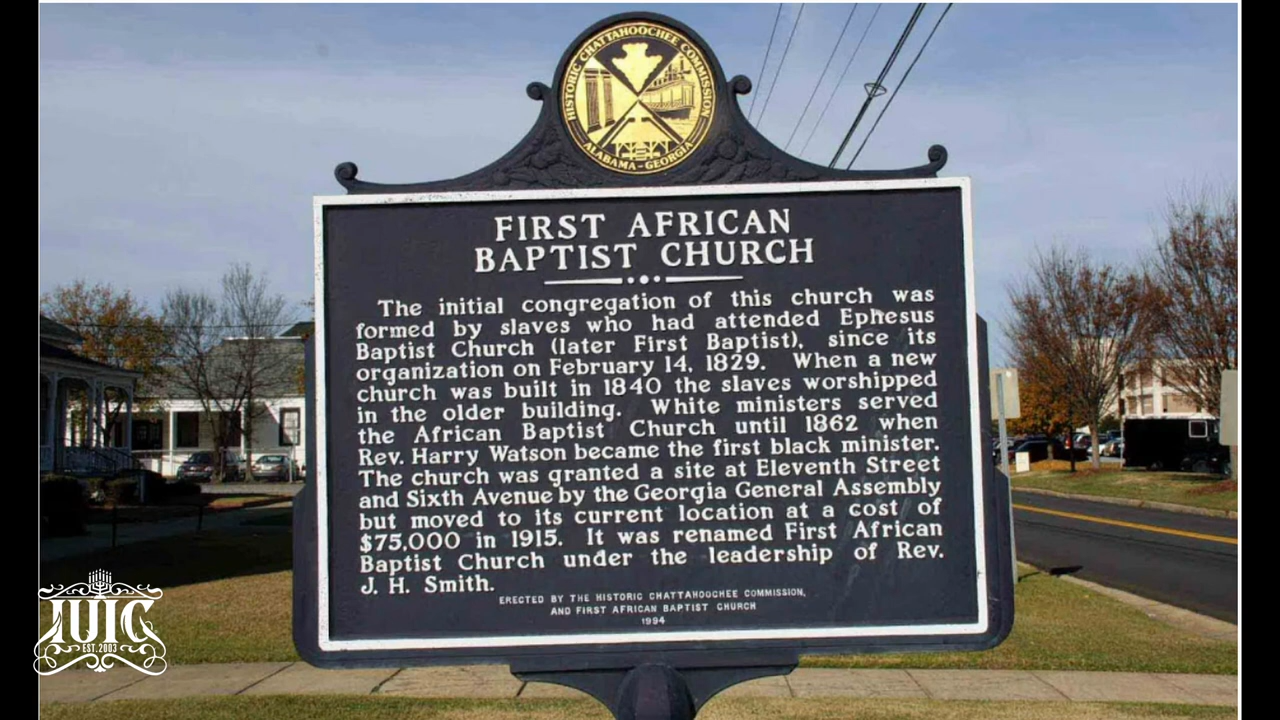 HISTORIC CHATTAHOOCHEE COMMISSION
ALABAMA - GEORGIA
FIRST AFRICAN
BAPTIST CHURCH
The initial congregation of this church was
formed by slaves who had attended Ephesus
Baptist Church (later First Baptist), since its
organization on February 14, 1829. When a new
church was built in 1840 the slaves worshipped
in the older building. White ministers served
the African Baptist Church until 1862 when
Rev. Harry Watson became the first black minister.
The church was granted a site at Eleventh Street
and Sixth Avenue by the Georgia General Assembly
but moved to its current location at a cost of
$75,000 in 1915. It was renamed First African
Baptist Church under the leadership of Rev.
J. H. Smith.
ERECTED BY THE HISTORIC CHATTAHOOCHEE COMMISSION,
AND FIRST AFRICAN BAPTIST CHURCH
1994
IUIC
EST. 2003